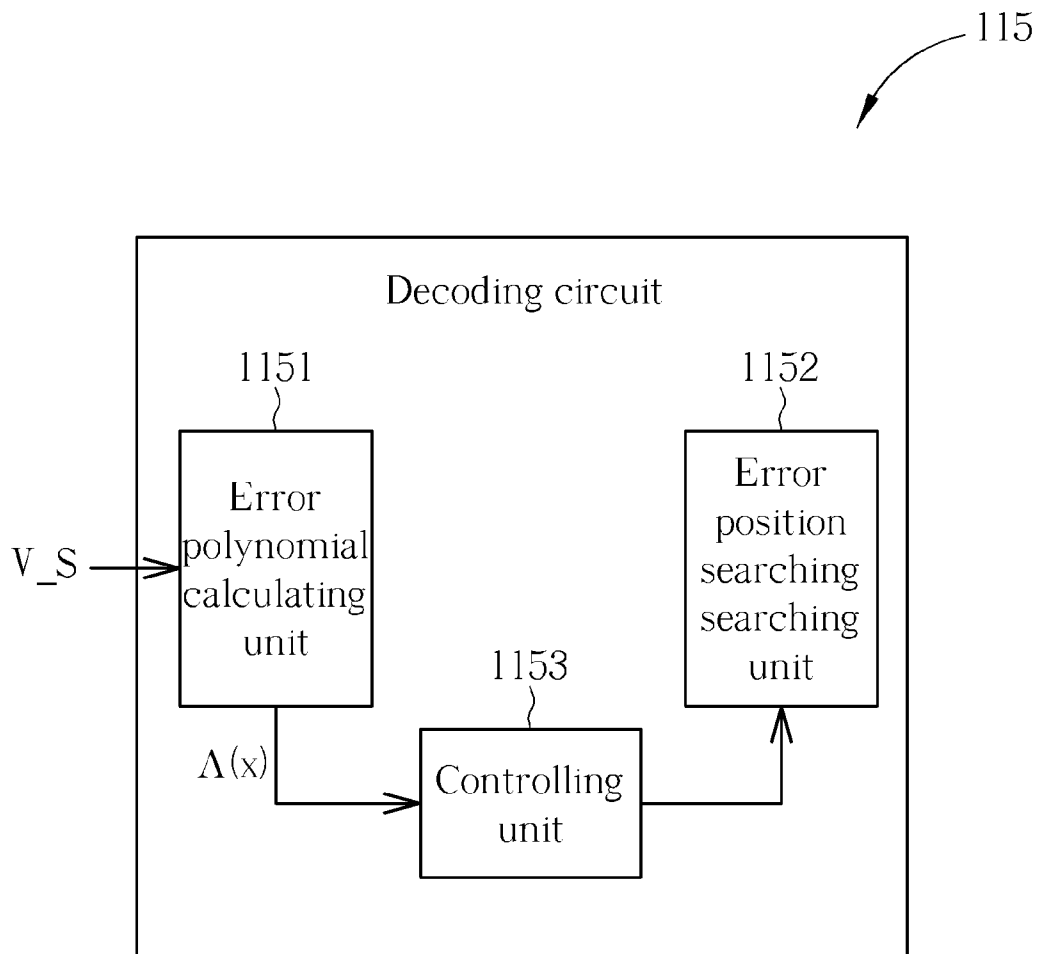 115
Decoding circuit
1151
1152
Error
polynomial
calculating
unit
Error
position
searching
searching
unit
V_S
1153
Λ(x)
Controlling
unit